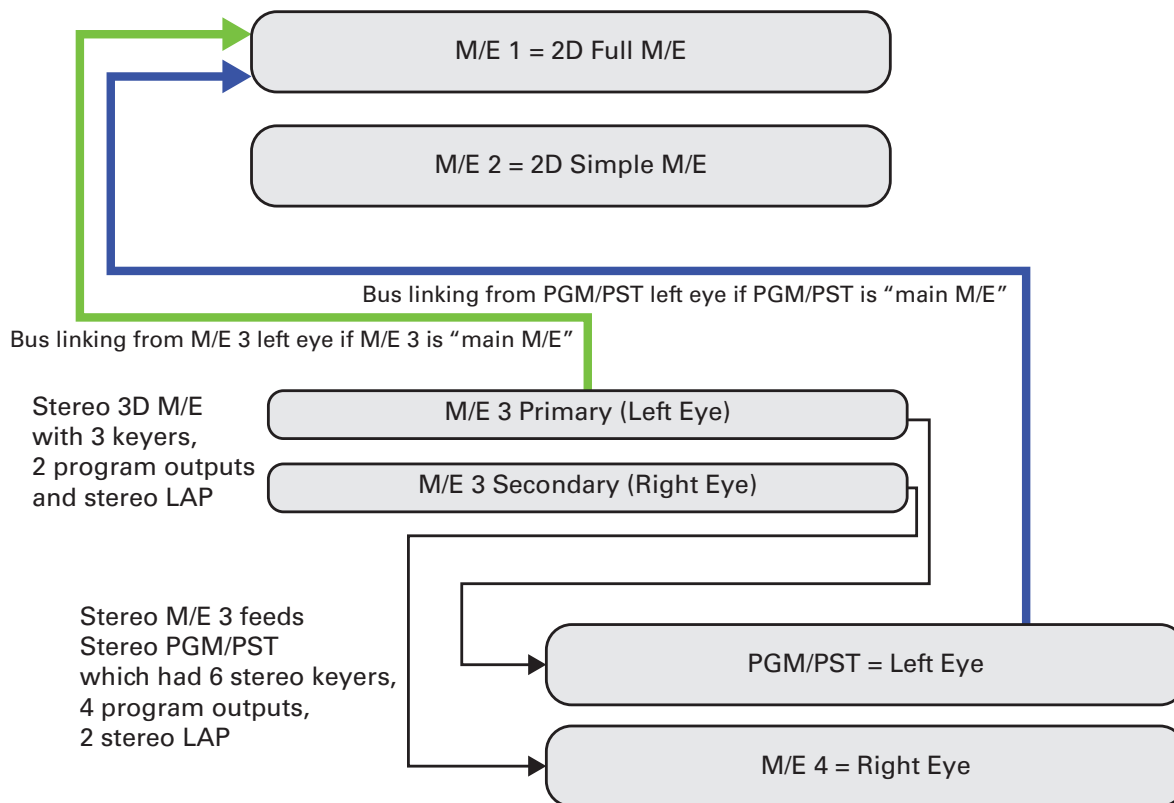 M/E 1 = 2D Full M/E
M/E 2 = 2D Simple M/E
Bus linking from PGM/PST left eye if PGM/PST is “main M/E”
Bus linking from M/E 3 left eye if M/E 3 is “main M/E”
Stereo 3D M/E
with 3 keyers,
2 program outputs
and stereo LAP
M/E 3 Primary (Left Eye)
M/E 3 Secondary (Right Eye)
Stereo M/E 3 feeds
Stereo PGM/PST
which had 6 stereo keyers,
4 program outputs,
2 stereo LAP
PGM/PST = Left Eye
M/E 4 = Right Eye